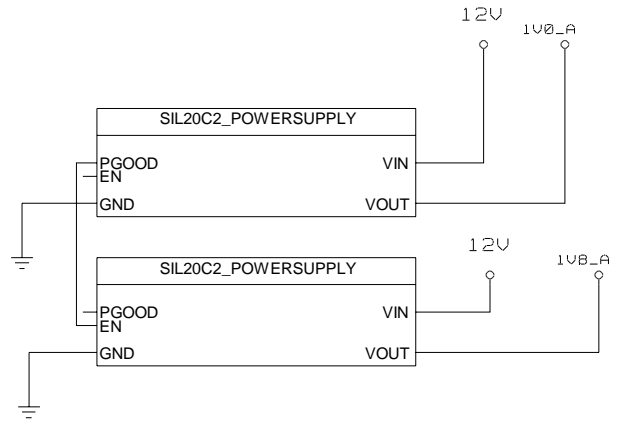 12V
1V0_A
SIL20C2_POWERSUPPLY
PGOOD VIN
EN
GND VOUT
12V
1V8_A
SIL20C2_POWERSUPPLY
PGOOD VIN
EN
GND VOUT